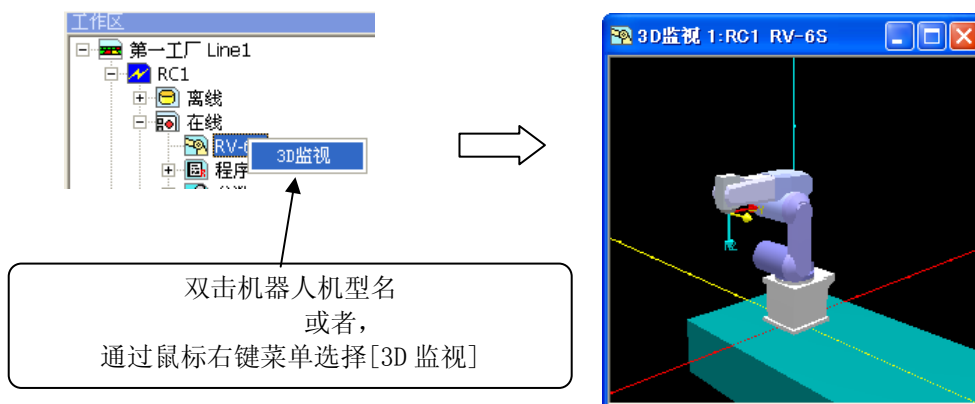 工作区
第一工厂 Line1
RC1
离线
在线
3D监视
程序
双击机器人机型名
或者，
通过鼠标右键菜单选择[3D 监视]
3D监视 1:RC1 RV-6S